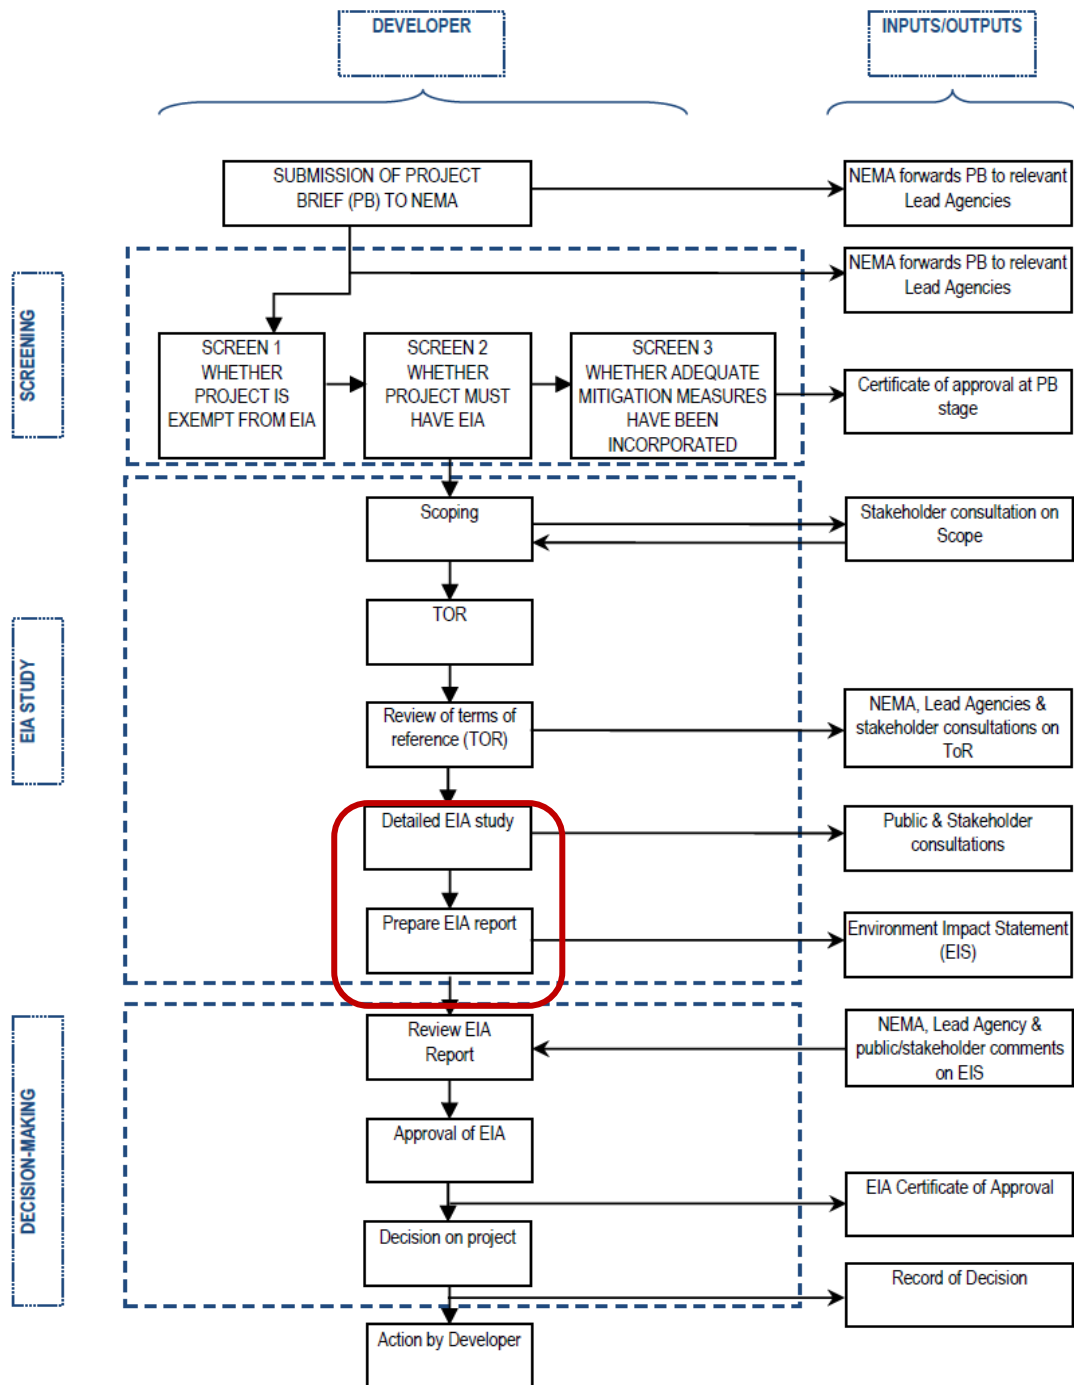 DEVELOPER
INPUTS/OUTPUTS
SUBMISSION OF PROJECT
BRIEF (PB) TO NEMA
NEMA forwards PB to relevant
Lead Agencies
NEMA forwards PB to relevant
Lead Agencies
SCREENING
SCREEN 1
WHETHER
PROJECT IS
EXEMPT FROM EIA
SCREEN 2
WHETHER
PROJECT MUST
HAVE EIA
SCREEN 3
WHETHER ADEQUATE
MITIGATION MEASURES
HAVE BEEN
INCORPORATED
Certificate of approval at PB
stage
EIA STUDY
Scoping
Stakeholder consultation on
Scope
TOR
Review of terms of
reference (TOR)
NEMA, Lead Agencies &
stakeholder consultations on
ToR
Detailed EIA study
Public & Stakeholder
consultations
Prepare EIA report
Environment Impact Statement
(EIS)
DECISION-MAKING
Review EIA
Report
NEMA, Lead Agency &
public/stakeholder comments
on EIS
Approval of EIA
EIA Certificate of Approval
Decision on project
Record of Decision
Action by Developer